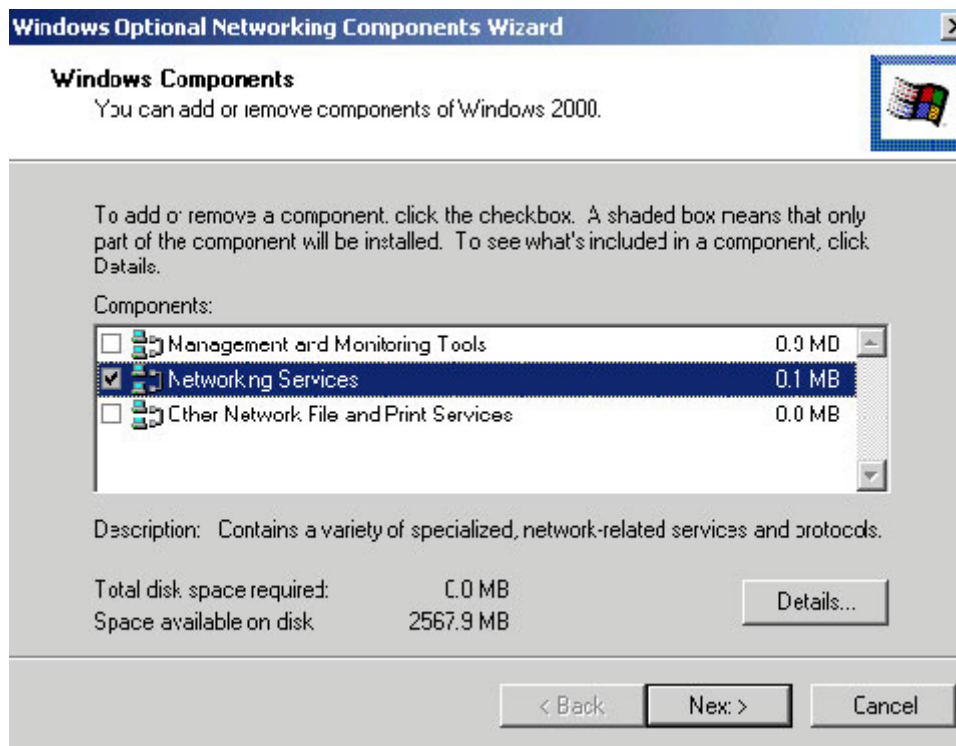 Windows Optional Networking Components Wizard
Windows Components
You can add or remove components of Windows 2000.
To add or remove a component, click the checkbox. A shaded box means that only
part of the component will be installed. To see what's included in a component, click
Details.
Components:
Management and Monitoring Tools 0.9 MB
Networking Services 0.1 MB
Other Network File and Print Services 0.0 MB
Description: Contains a variety of specialized, network-related services and protocols.
Total disk space required: 0.0 MB
Space available on disk 2567.9 MB
Details...
< Back Next > Cancel